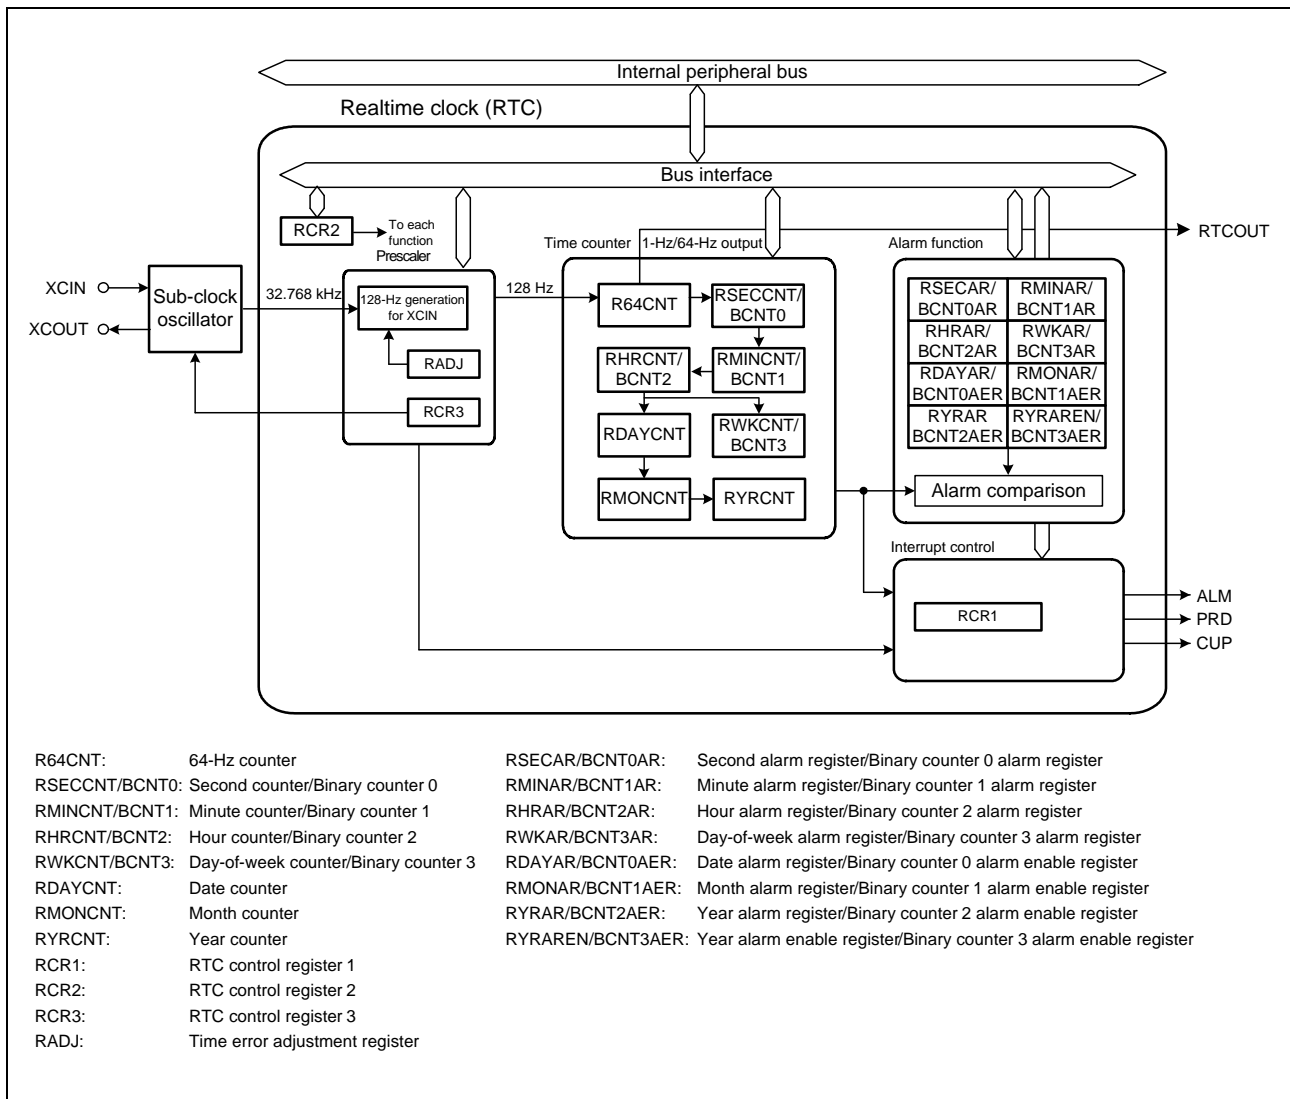 Internal peripheral bus
Realtime clock (RTC)
Bus interface
RCR2
To each
function
Prescaler
Time counter
1-Hz/64-Hz output
Alarm function
RTCOUT
XCIN
XCOUT
Sub-clock
oscillator
32.768 kHz
128-Hz generation
for XCIN
RADJ
RCR3
128 Hz
R64CNT
RSECCNT/
BCNT0
RHRCNT/
BCNT2
RMINCNT/
BCNT1
RDAYCNT
RWKCNT/
BCNT3
RMONCNT
RYRCNT
RSECAR/
BCNT0AR
RMINAR/
BCNT1AR
RHRAR/
BCNT2AR
RWKAR/
BCNT3AR
RDAYAR/
BCNT0AER
RMONAR/
BCNT1AER
RYRAR
BCNT2AER
RYRAREN/
BCNT3AER
Alarm comparison
Interrupt control
RCR1
ALM
PRD
CUP
R64CNT: 64-Hz counter
RSECCNT/BCNT0: Second counter/Binary counter 0
RMINCNT/BCNT1: Minute counter/Binary counter 1
RHRCNT/BCNT2: Hour counter/Binary counter 2
RWKCNT/BCNT3: Day-of-week counter/Binary counter 3
RDAYCNT: Date counter
RMONCNT: Month counter
RYRCNT: Year counter
RCR1: RTC control register 1
RCR2: RTC control register 2
RCR3: RTC control register 3
RADJ: Time error adjustment register
RSECAR/BCNT0AR: Second alarm register/Binary counter 0 alarm register
RMINAR/BCNT1AR: Minute alarm register/Binary counter 1 alarm register
RHRAR/BCNT2AR: Hour alarm register/Binary counter 2 alarm register
RWKAR/BCNT3AR: Day-of-week alarm register/Binary counter 3 alarm register
RDAYAR/BCNT0AER: Date alarm register/Binary counter 0 alarm enable register
RMONAR/BCNT1AER: Month alarm register/Binary counter 1 alarm enable register
RYRAR/BCNT2AER: Year alarm register/Binary counter 2 alarm enable register
RYRAREN/BCNT3AER: Year alarm enable register/Binary counter 3 alarm enable register